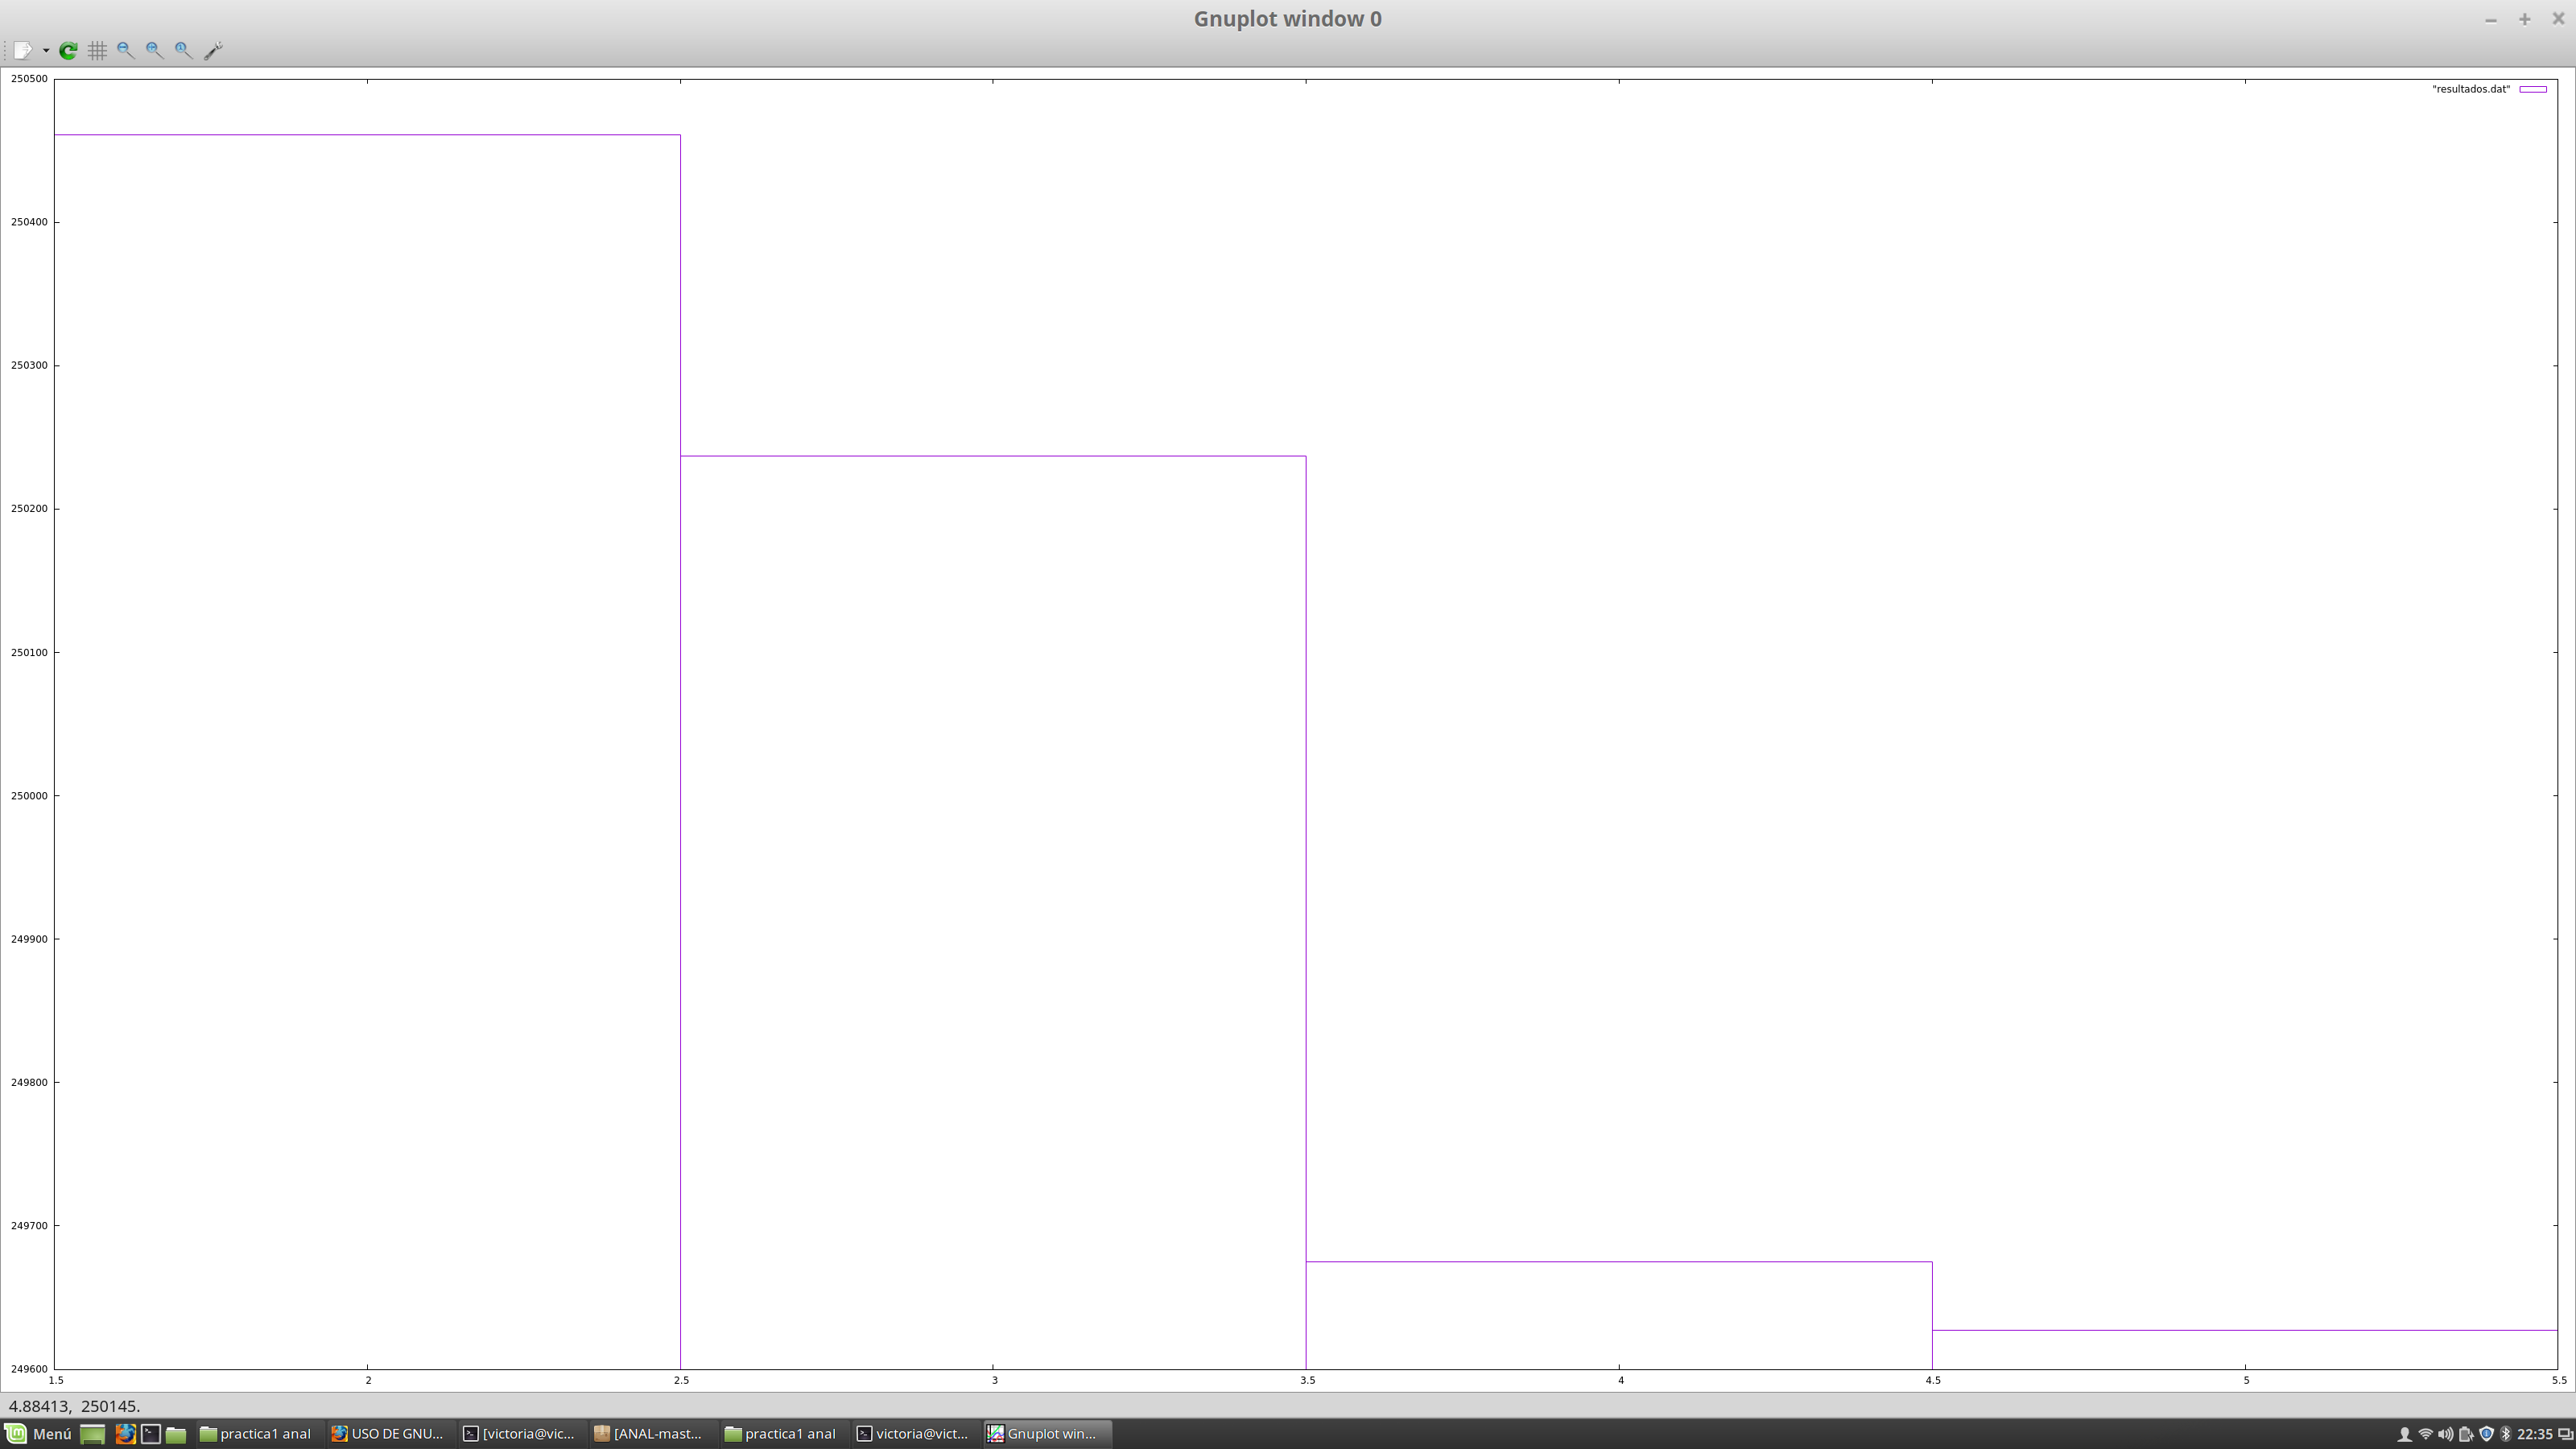 Gnuplot window 0
250500
"resultados.dat"
250400
250300
250200
250100
250000
249900
249800
249700
249600
1.5 2 2.5 3 3.5 4 4.5 5 5.5
4.88413, 250145.
Menú practica1 anal USO DE GNU... [victoria@vic... [ANAL-mast... practica1 anal victoria@vict... Gnuplot win... 22:35